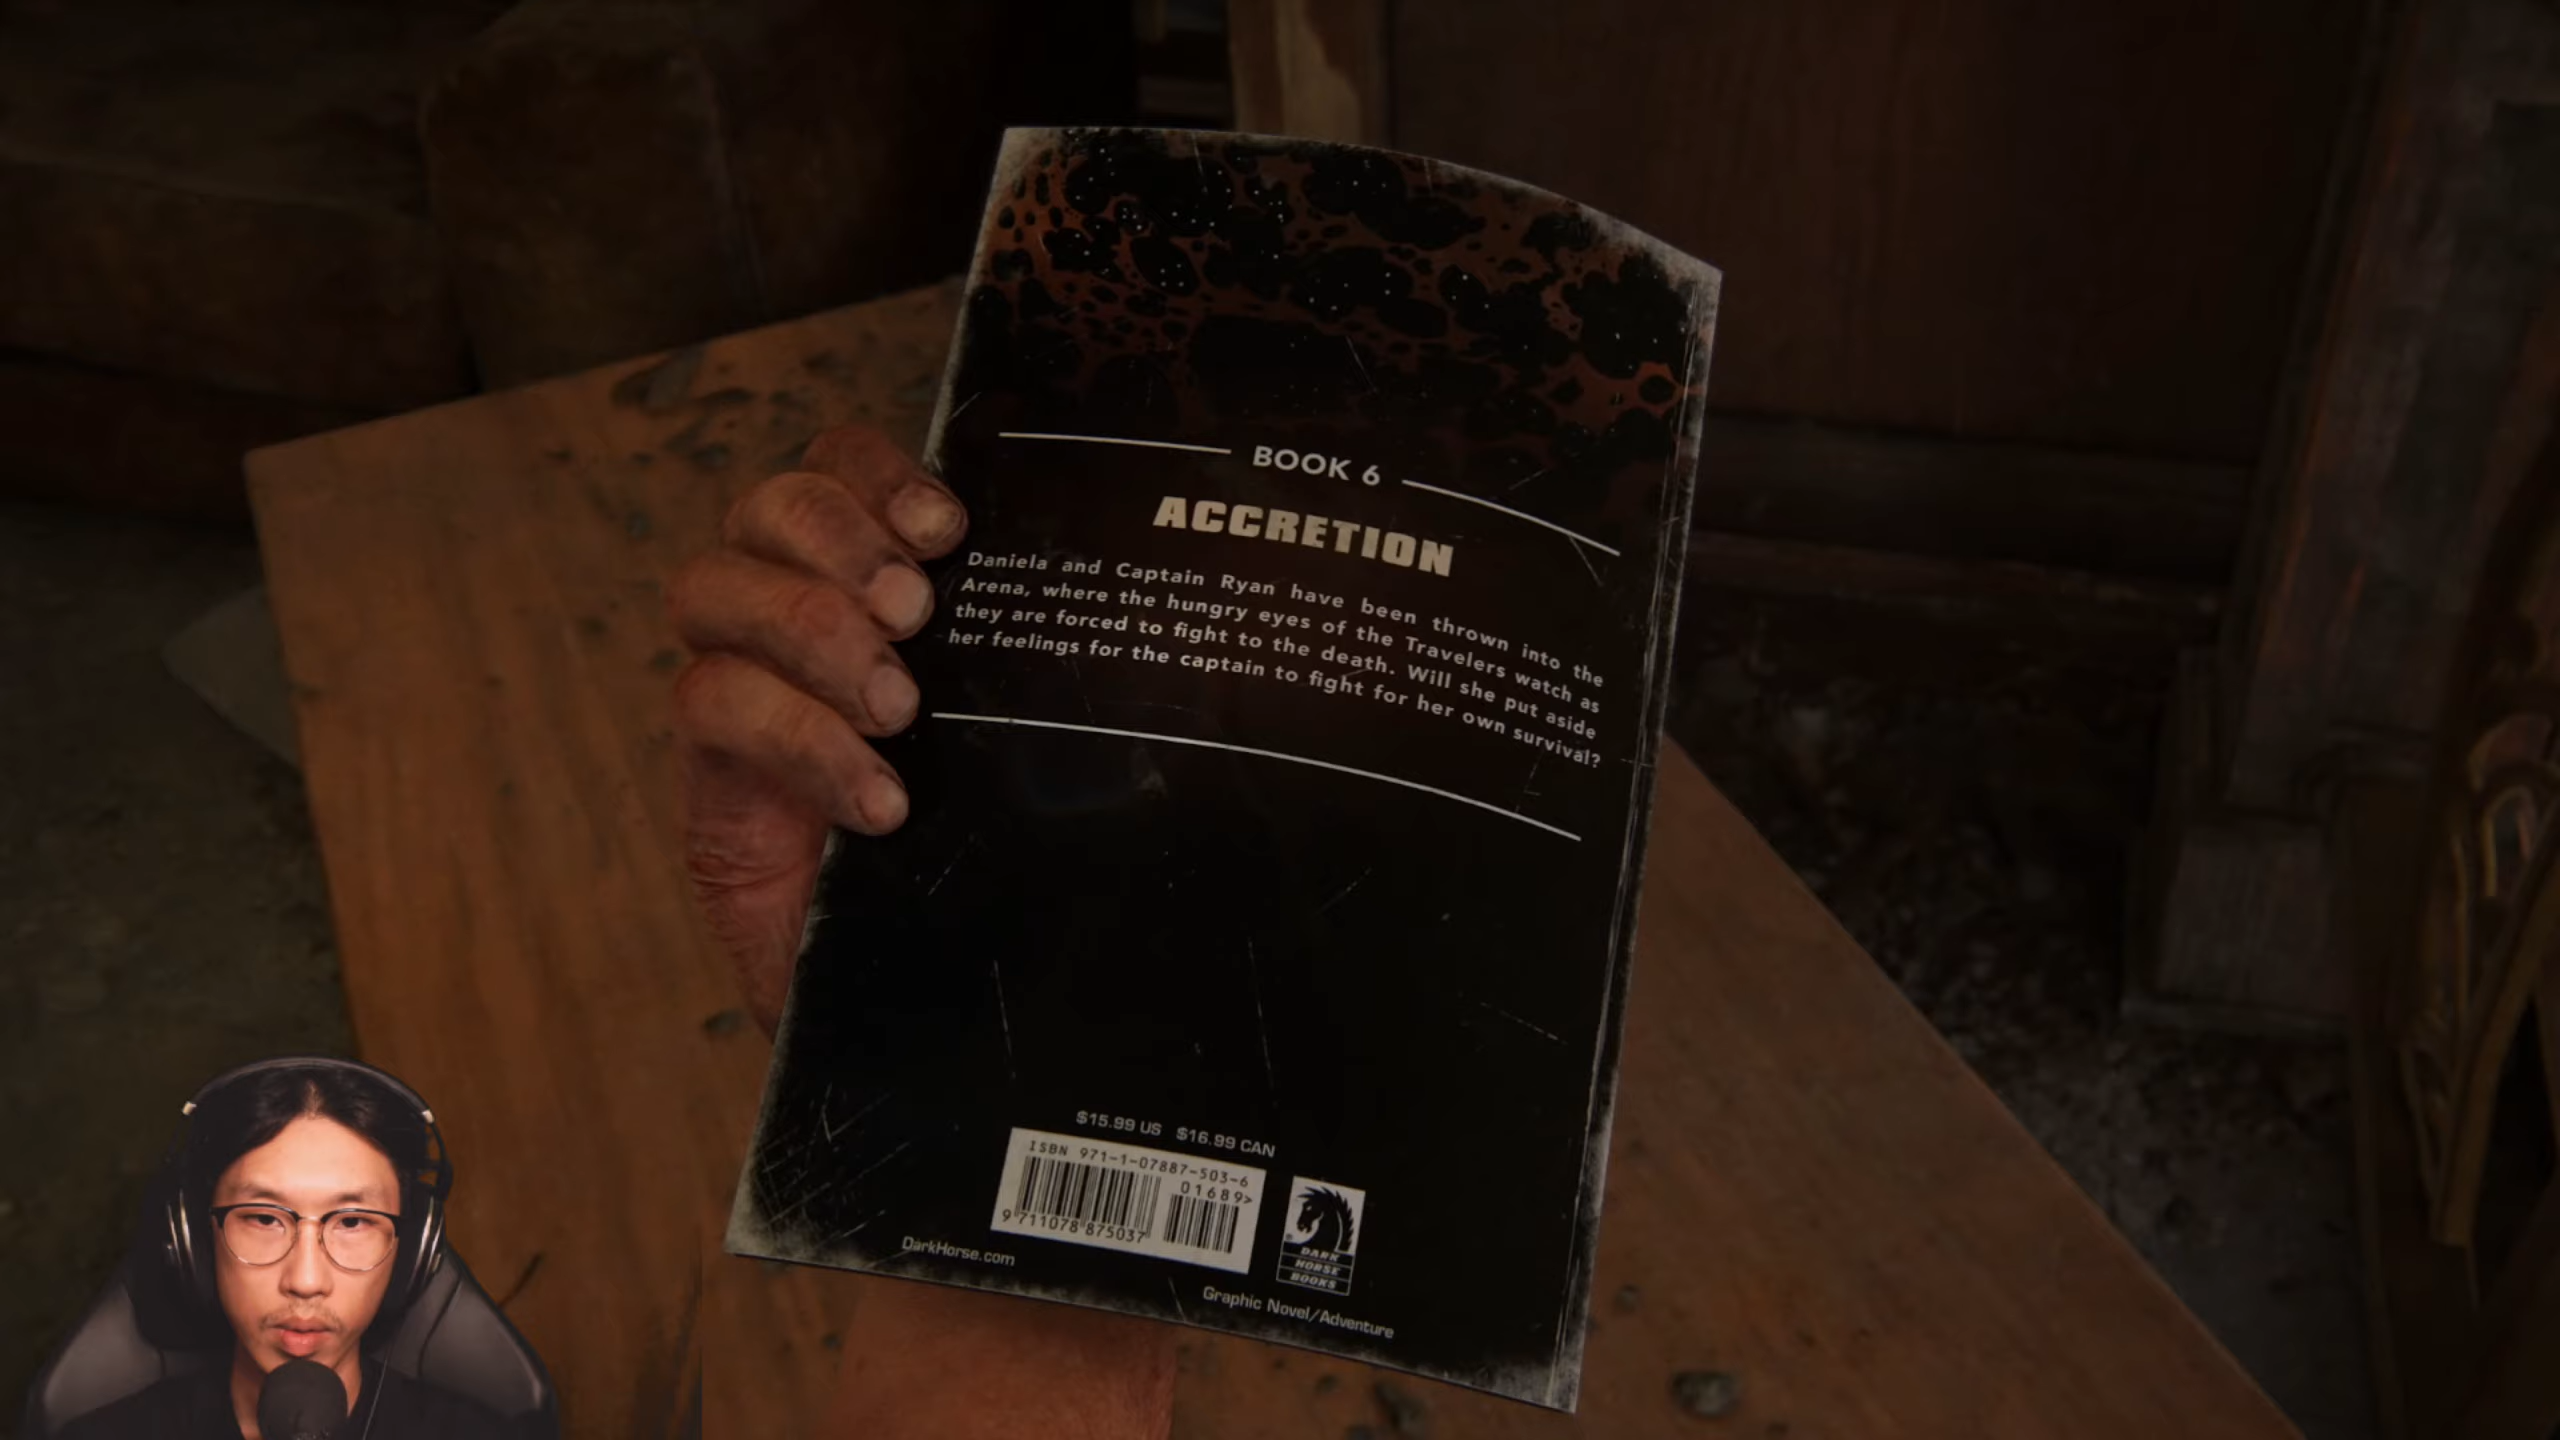 BOOK 6
ACCRETION
Daniela and Captain Ryan have been thrown into the
Arena, where the hungry eyes of the Travelers watch as
they are forced to fight to the death. Will she put aside
her feelings for the captain to fight for her own survival?
$15.99 US $16.99 CAN
ISBN 971-1-07887-503-6
01689>
9 711078 875037
DarkHorse.com
DARK
HORSE
BOOKS
Graphic Novel/Adventure